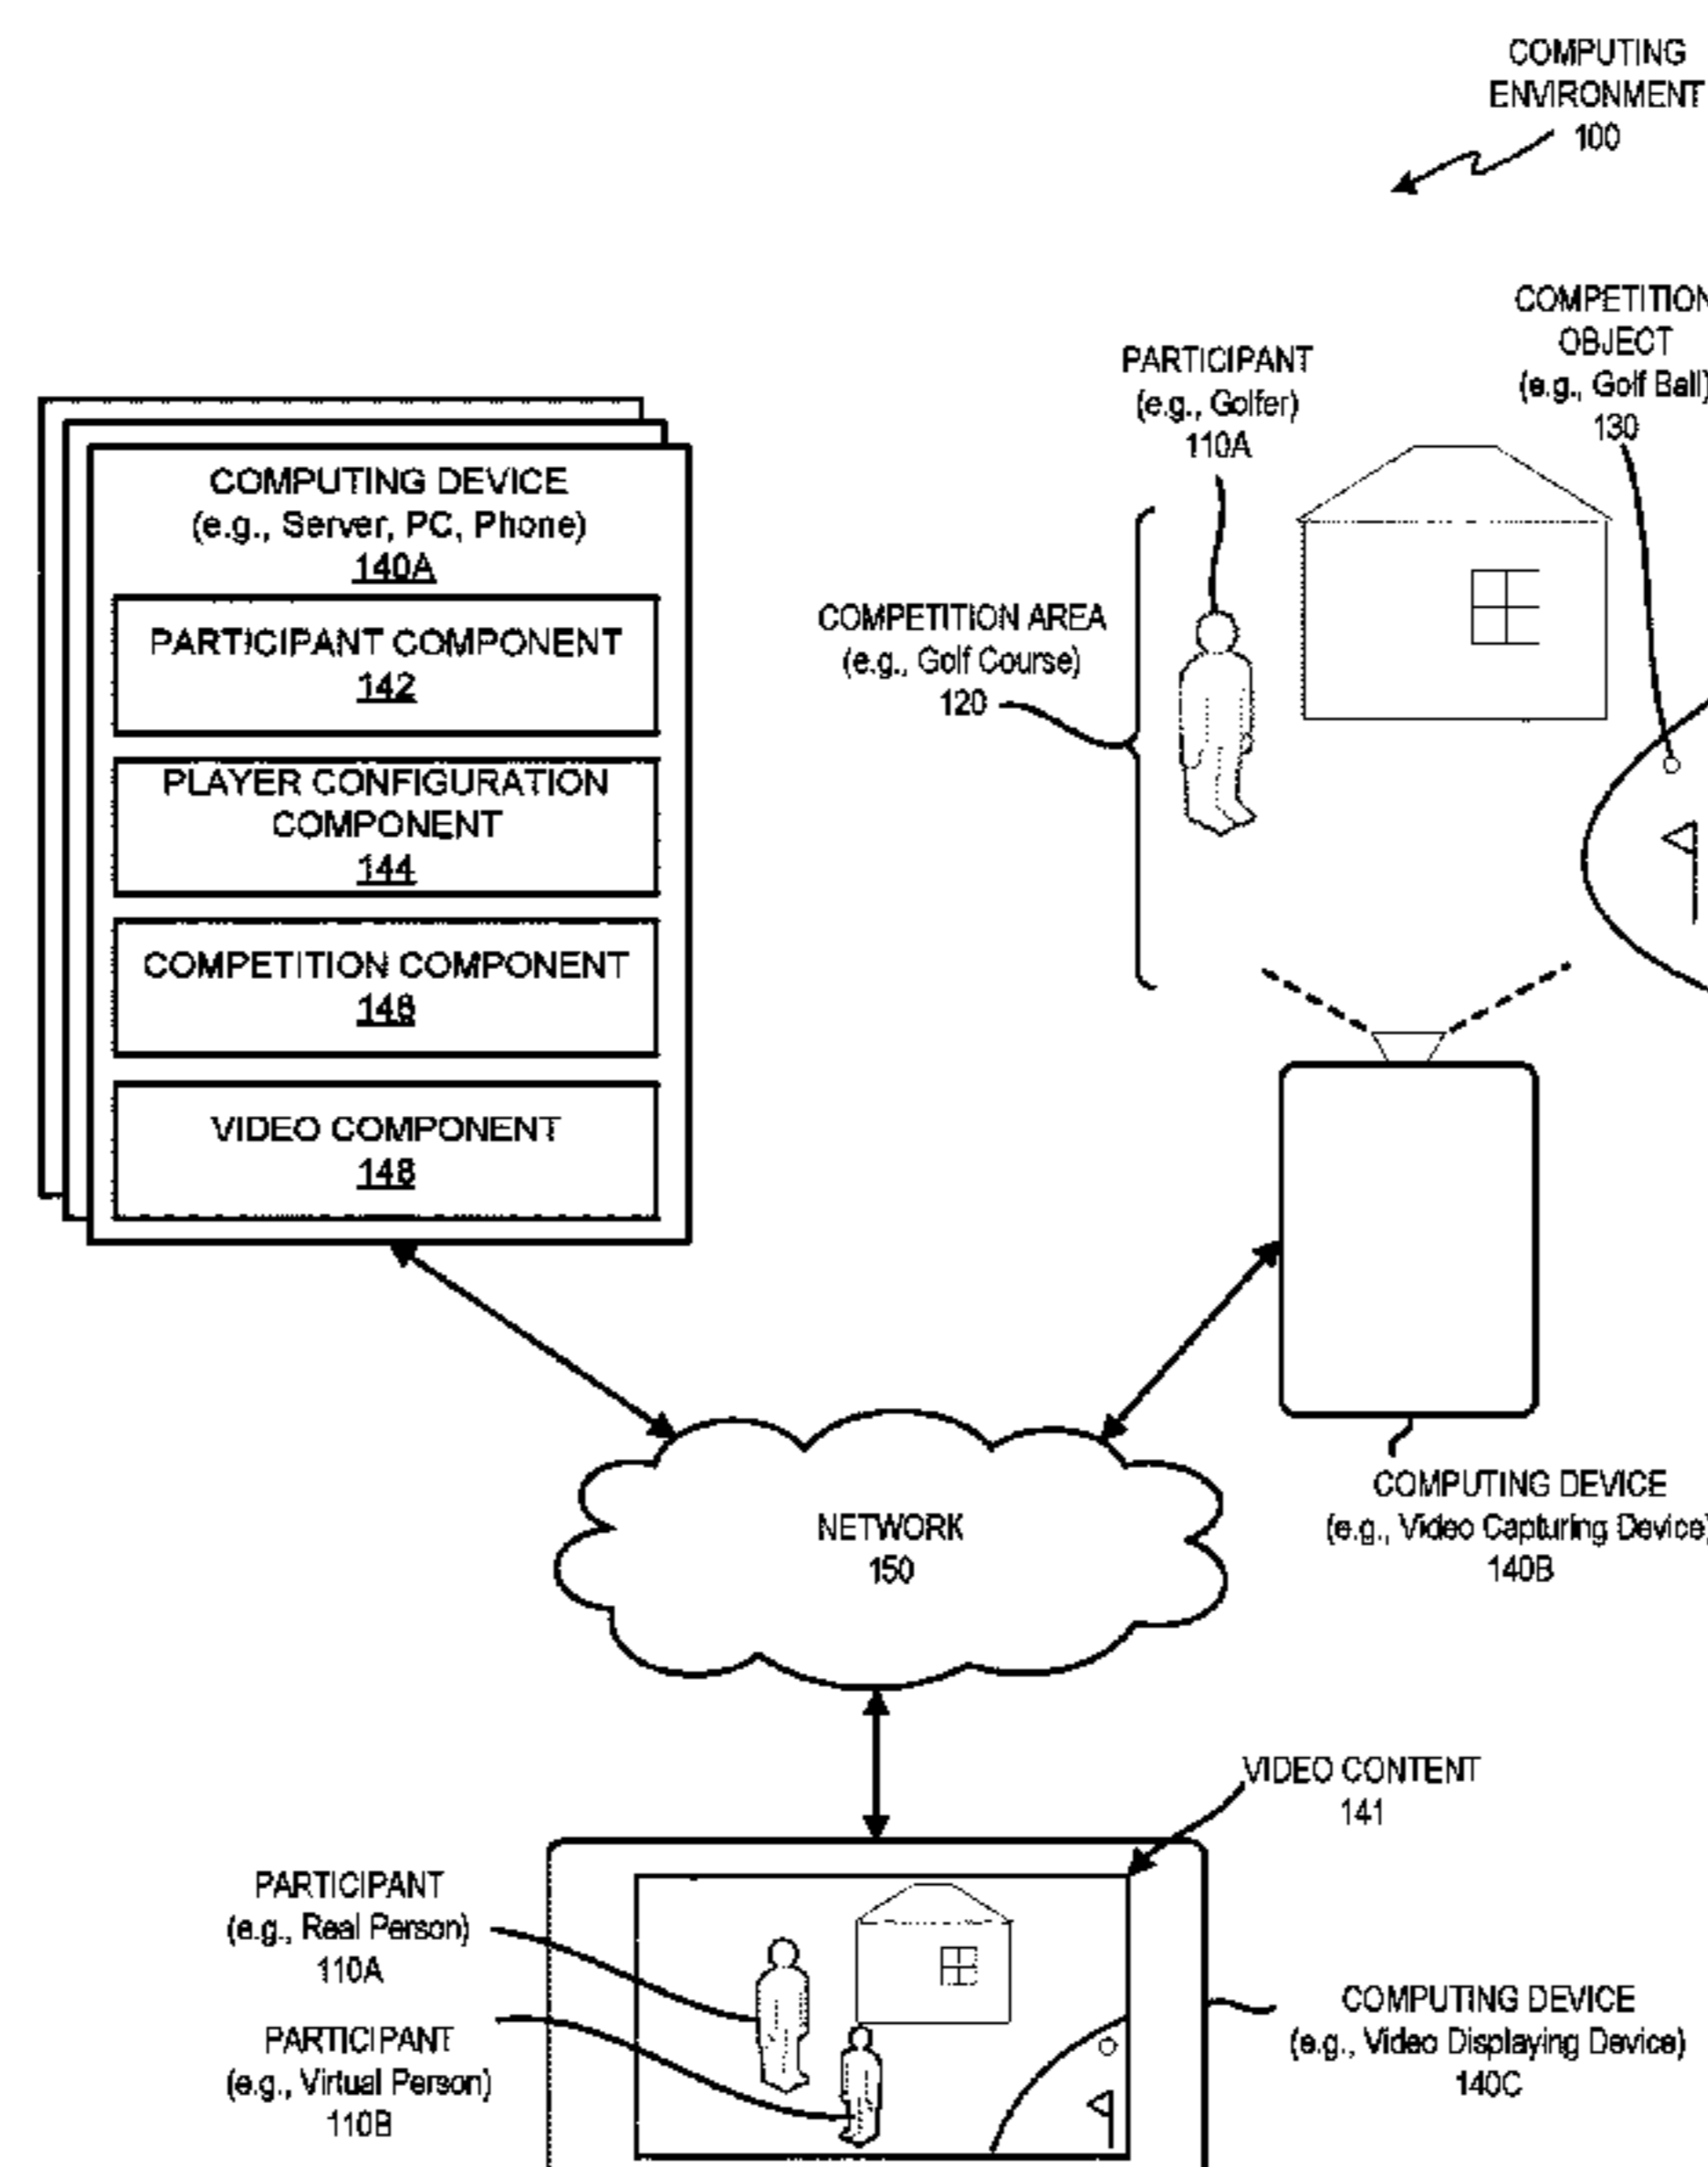 COMPUTING
ENVIRONMENT
100
COMPETITION
OBJECT
(e.g., Golf Ball)
130
PARTICIPANT
(e.g., Golfer)
110A
COMPETITION AREA
(e.g., Golf Course)
120
COMPUTING DEVICE
(e.g., Server, PC, Phone)
140A
PARTICIPANT COMPONENT
142
PLAYER CONFIGURATION
COMPONENT
144
COMPETITION COMPONENT
146
VIDEO COMPONENT
148
COMPUTING DEVICE
(e.g., Video Capturing Device)
140B
NETWORK
150
VIDEO CONTENT
141
PARTICIPANT
(e.g., Real Person)
110A
PARTICIPANT
(e.g., Virtual Person)
110B
COMPUTING DEVICE
(e.g., Video Displaying Device)
140C